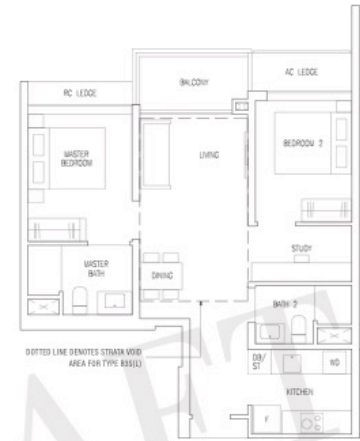 BALCONY
RC LEDGE
AC LEDGE
MASTER
BEDROOM
LIVING
BEDROOM 2
STUDY
MASTER
BATH
DINING
BATH 2
DOTTED LINE DENOTES STRATA VOID
AREA FOR TYPE B3S(L)
DB/
ST
WD
KITCHEN
F